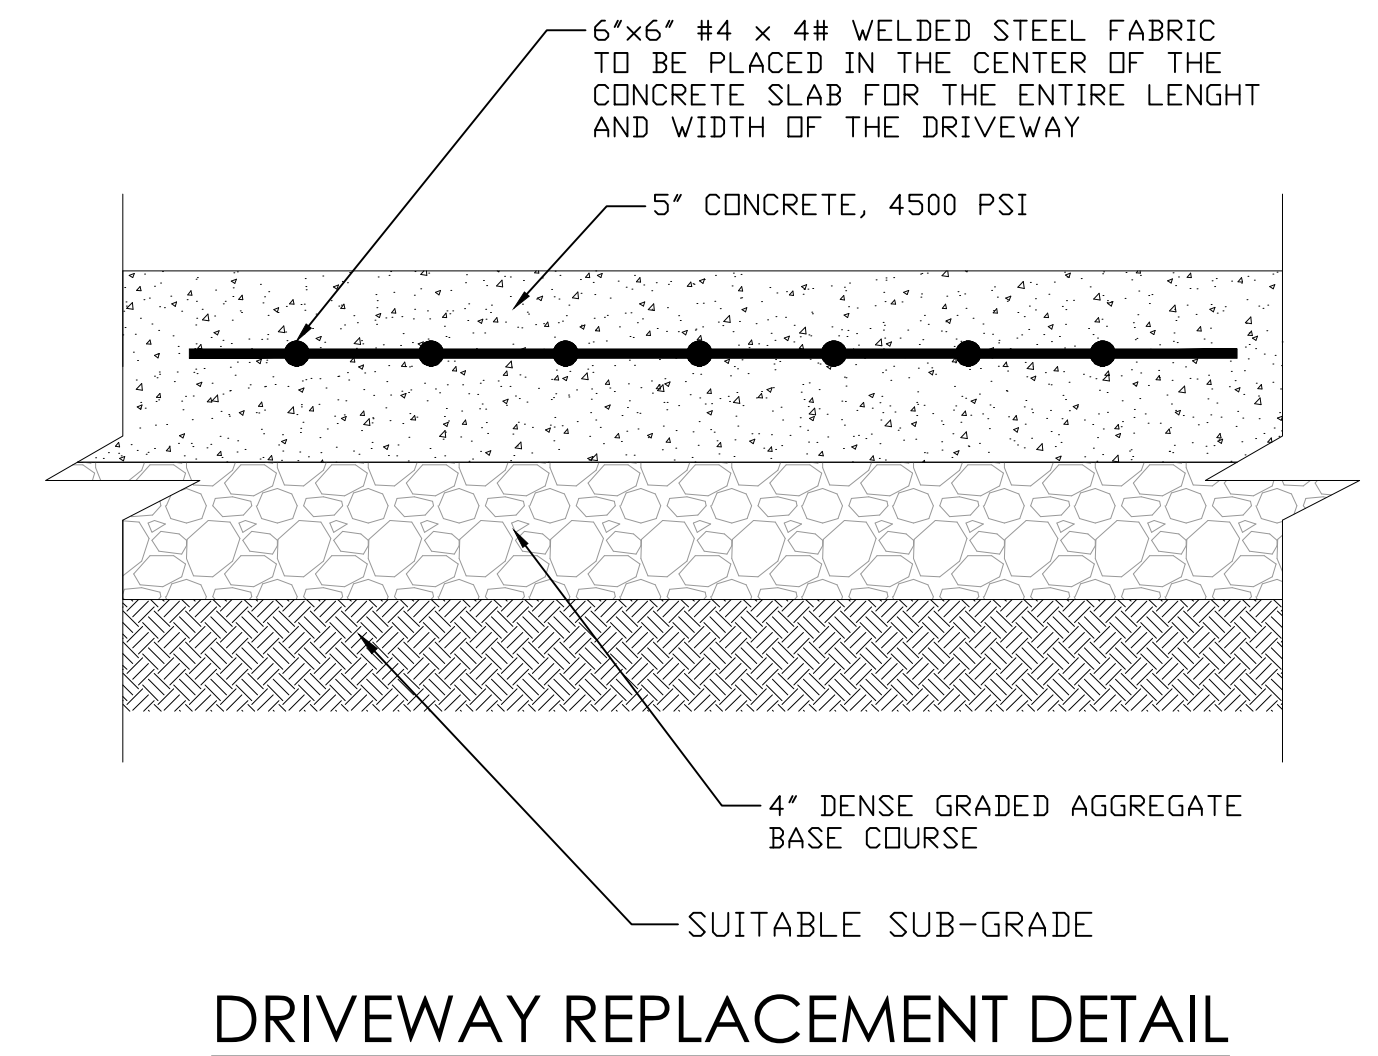 6"x6" #4 x 4# WELDED STEEL FABRIC
TO BE PLACED IN THE CENTER OF THE
CONCRETE SLAB FOR THE ENTIRE LENGHT
AND WIDTH OF THE DRIVEWAY
5" CONCRETE, 4500 PSI
4" DENSE GRADED AGGREGATE
BASE COURSE
SUITABLE SUB-GRADE
DRIVEWAY REPLACEMENT DETAIL